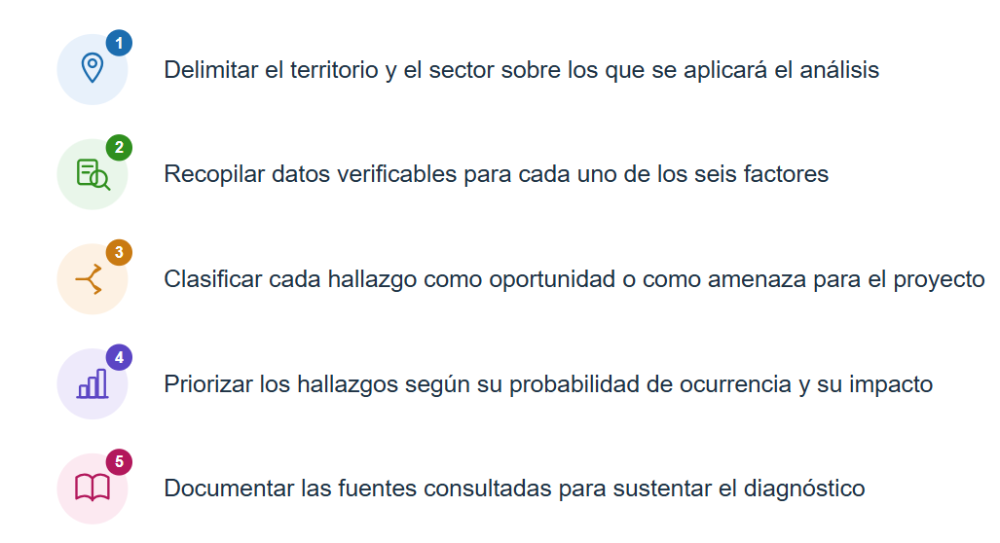 1
Delimitar el territorio y el sector sobre los que se aplicará el análisis
2
Recopilar datos verificables para cada uno de los seis factores
3
Clasificar cada hallazgo como oportunidad o como amenaza para el proyecto
4
Priorizar los hallazgos según su probabilidad de ocurrencia y su impacto
5
Documentar las fuentes consultadas para sustentar el diagnóstico